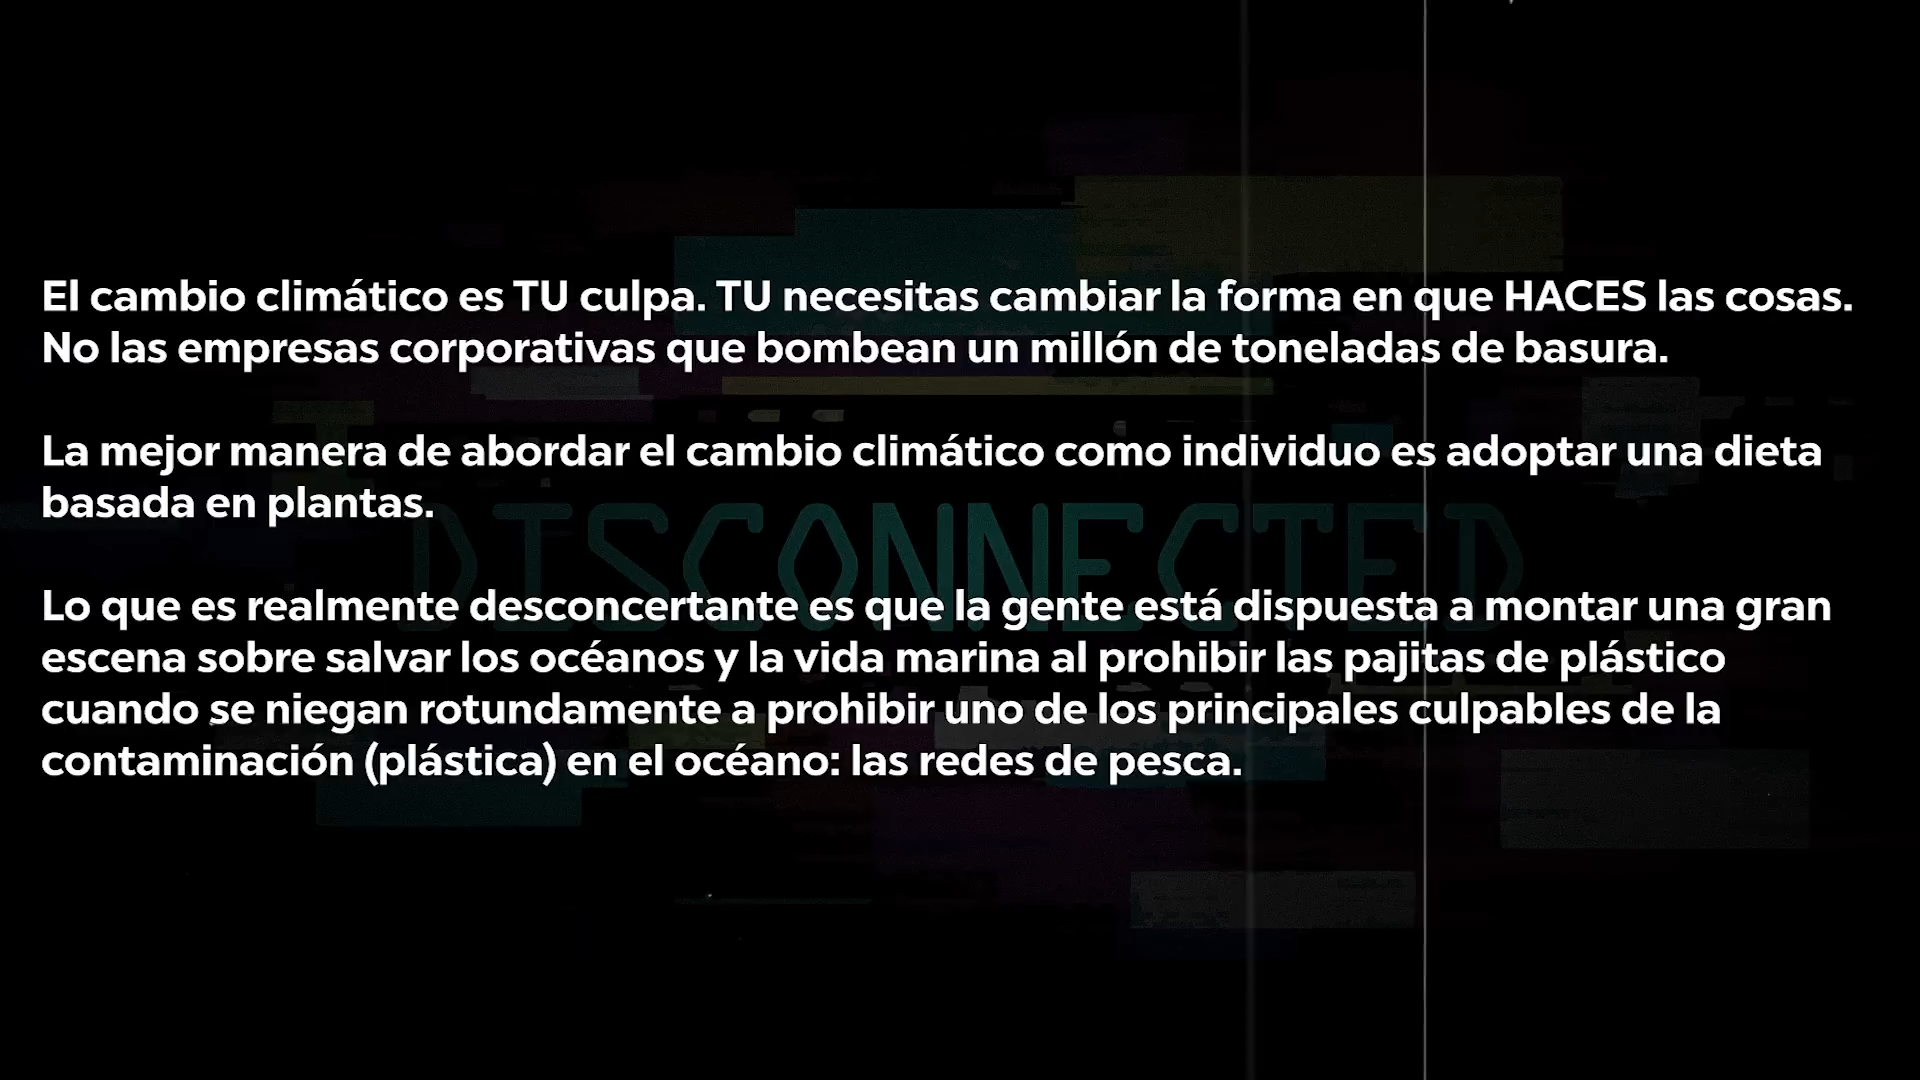 El cambio climático es TU culpa. TU necesitas cambiar la forma en que HACES las cosas.
No las empresas corporativas que bombean un millón de toneladas de basura.
La mejor manera de abordar el cambio climático como individuo es adoptar una dieta
basada en plantas.
DISCONNECTED
Lo que es realmente desconcertante es que la gente está dispuesta a montar una gran
escena sobre salvar los océanos y la vida marina al prohibir las pajitas de plástico
cuando se niegan rotundamente a prohibir uno de los principales culpables de la
contaminación (plástica) en el océano: las redes de pesca.